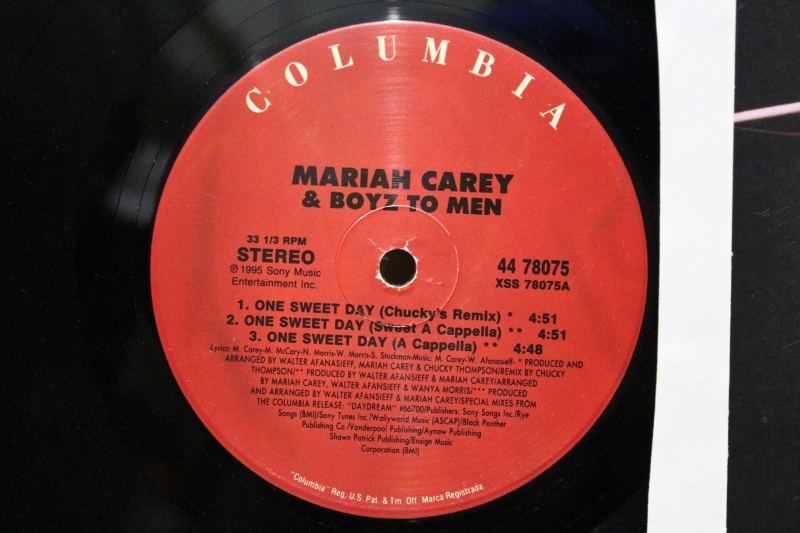 COLUMBIA
MARIAH CAREY
& BOYZ TO MEN
33 1/3 RPM
STEREO
℗ 1995 Sony Music
Entertainment Inc.
44 78075
XSS 78075A
1. ONE SWEET DAY (Chucky's Remix) * 4:51
2. ONE SWEET DAY (Sweet A Cappella) ** 4:51
3. ONE SWEET DAY (A Cappella) ** 4:48
Lyrics: M. Carey-M. McCary-N. Morris-W. Morris-S. Stockman-Music: M. Carey-W. Afanasieff- * PRODUCED AND
ARRANGED BY WALTER AFANASIEFF, MARIAH CAREY & CHUCKY THOMPSON/REMIX BY CHUCKY
THOMPSON/** PRODUCED BY WALTER AFANSIEFF & MARIAH CAREY/ARRANGED
BY MARIAH CAREY, WALTER AFANSIEFF & WANYA MORRIS/*** PRODUCED
AND ARRANGED BY WALTER AFANSIEFF & MARIAH CAREY/SPECIAL MIXES FROM
THE COLUMBIA RELEASE: "DAYDREAM" #66700/Publishers: Sony Songs Inc./Rye
Songs (BMI)/Sony Tunes Inc./Wallyworld Music (ASCAP)/Black Panther
Publishing Co./Vanderpool Publishing/Aynaw Publishing
Shawn Patrick Publishing/Ensign Music
Corporation (BMI)
"Columbia" Reg. U.S. Pat. & Tm. Off. Marca Registrada.